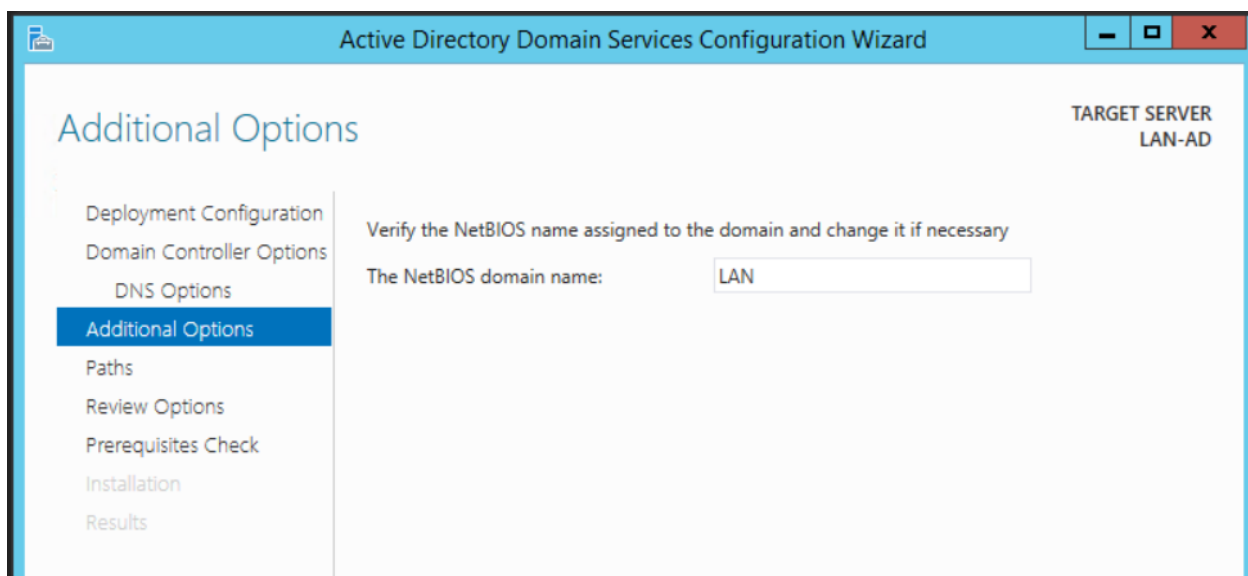 Active Directory Domain Services Configuration Wizard
Additional Options
TARGET SERVER
LAN-AD
Deployment Configuration
Domain Controller Options
DNS Options
Additional Options
Paths
Review Options
Prerequisites Check
Installation
Results
Verify the NetBIOS name assigned to the domain and change it if necessary
The NetBIOS domain name: LAN